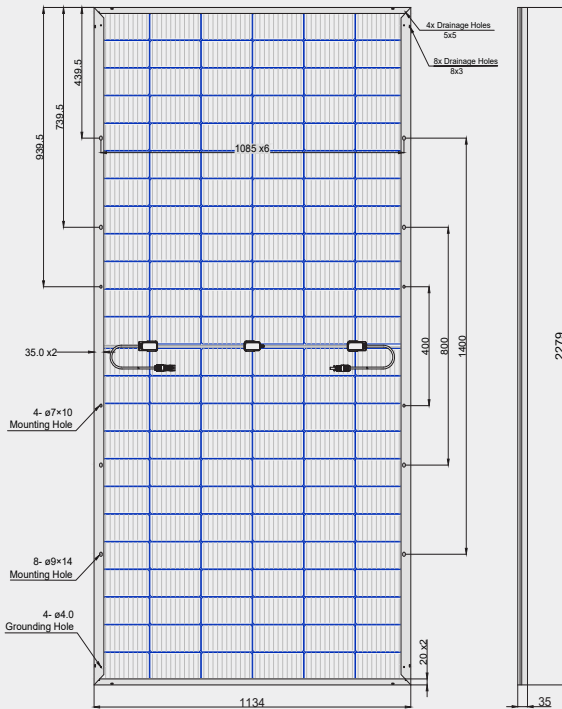 4x Drainage Holes
5x5
8x Drainage Holes
8x3
439.5
739.5
939.5
1085 x6
35.0 x2
400
800
1400
2279
4- ø7×10
Mounting Hole
8- ø9×14
Mounting Hole
4- ø4.0
Grounding Hole
20 x2
1134
35